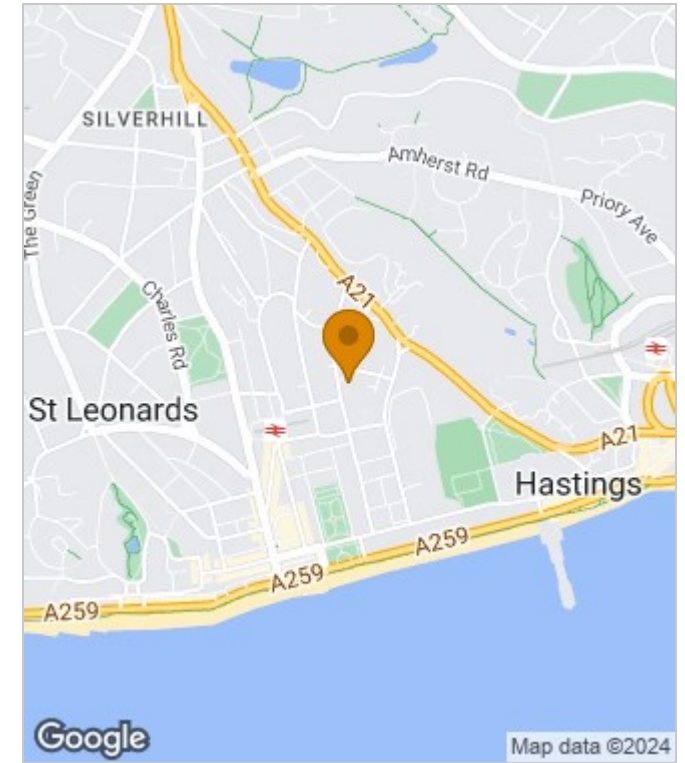 SILVERHILL
Amherst Rd
Priory Ave
The Green
A21
Charles Rd
St Leonards
A21
Hastings
A259
A259
A259
Google
Map data ©2024